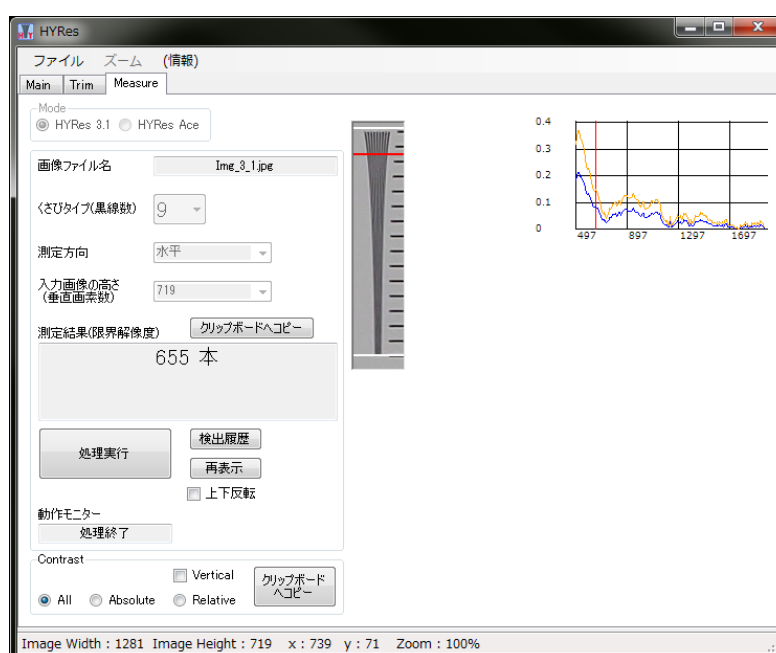 HYRes
ファイル ズーム (情報)
Main Trim Measure
Mode
HYRes 3.1 HYRes Ace
画像ファイル名 Img_3_1.jpg
くさびタイプ(黒線数) 9
測定方向 水平
入力画像の高さ
(垂直画素数) 719
測定結果(限界解像度) クリップボードへコピー
655 本
処理実行
検出履歴
再表示
上下反転
動作モニター
処理終了
Contrast
Vertical
All Absolute Relative
クリップボード
へコピー
0.4
0.3
0.2
0.1
0
497 897 1297 1697
Image Width : 1281 Image Height : 719 x : 739 y : 71 Zoom : 100%